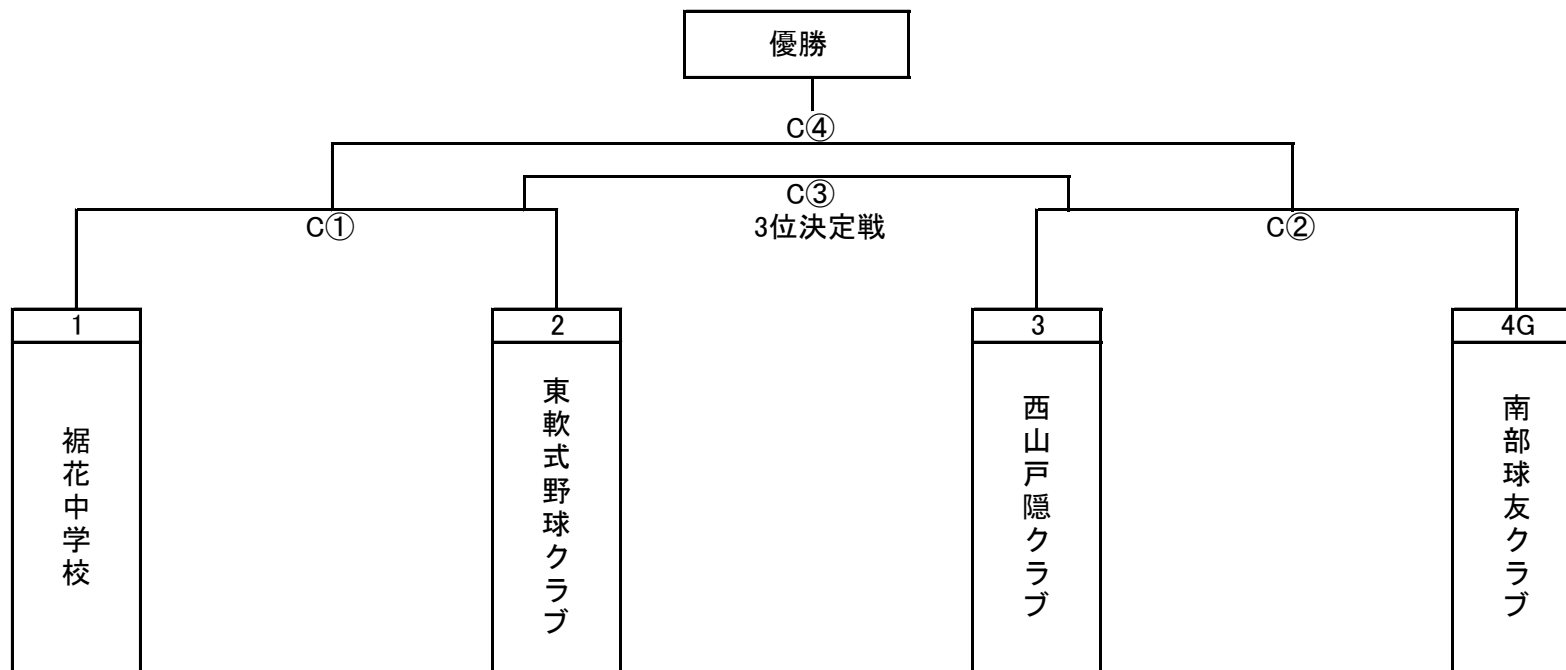 優勝
C④
C③
3位決定戦
C①
C②
1
2
3
4G
裾花中学校
東軟式野球クラブ
西山戸隠クラブ
南部球友クラブ